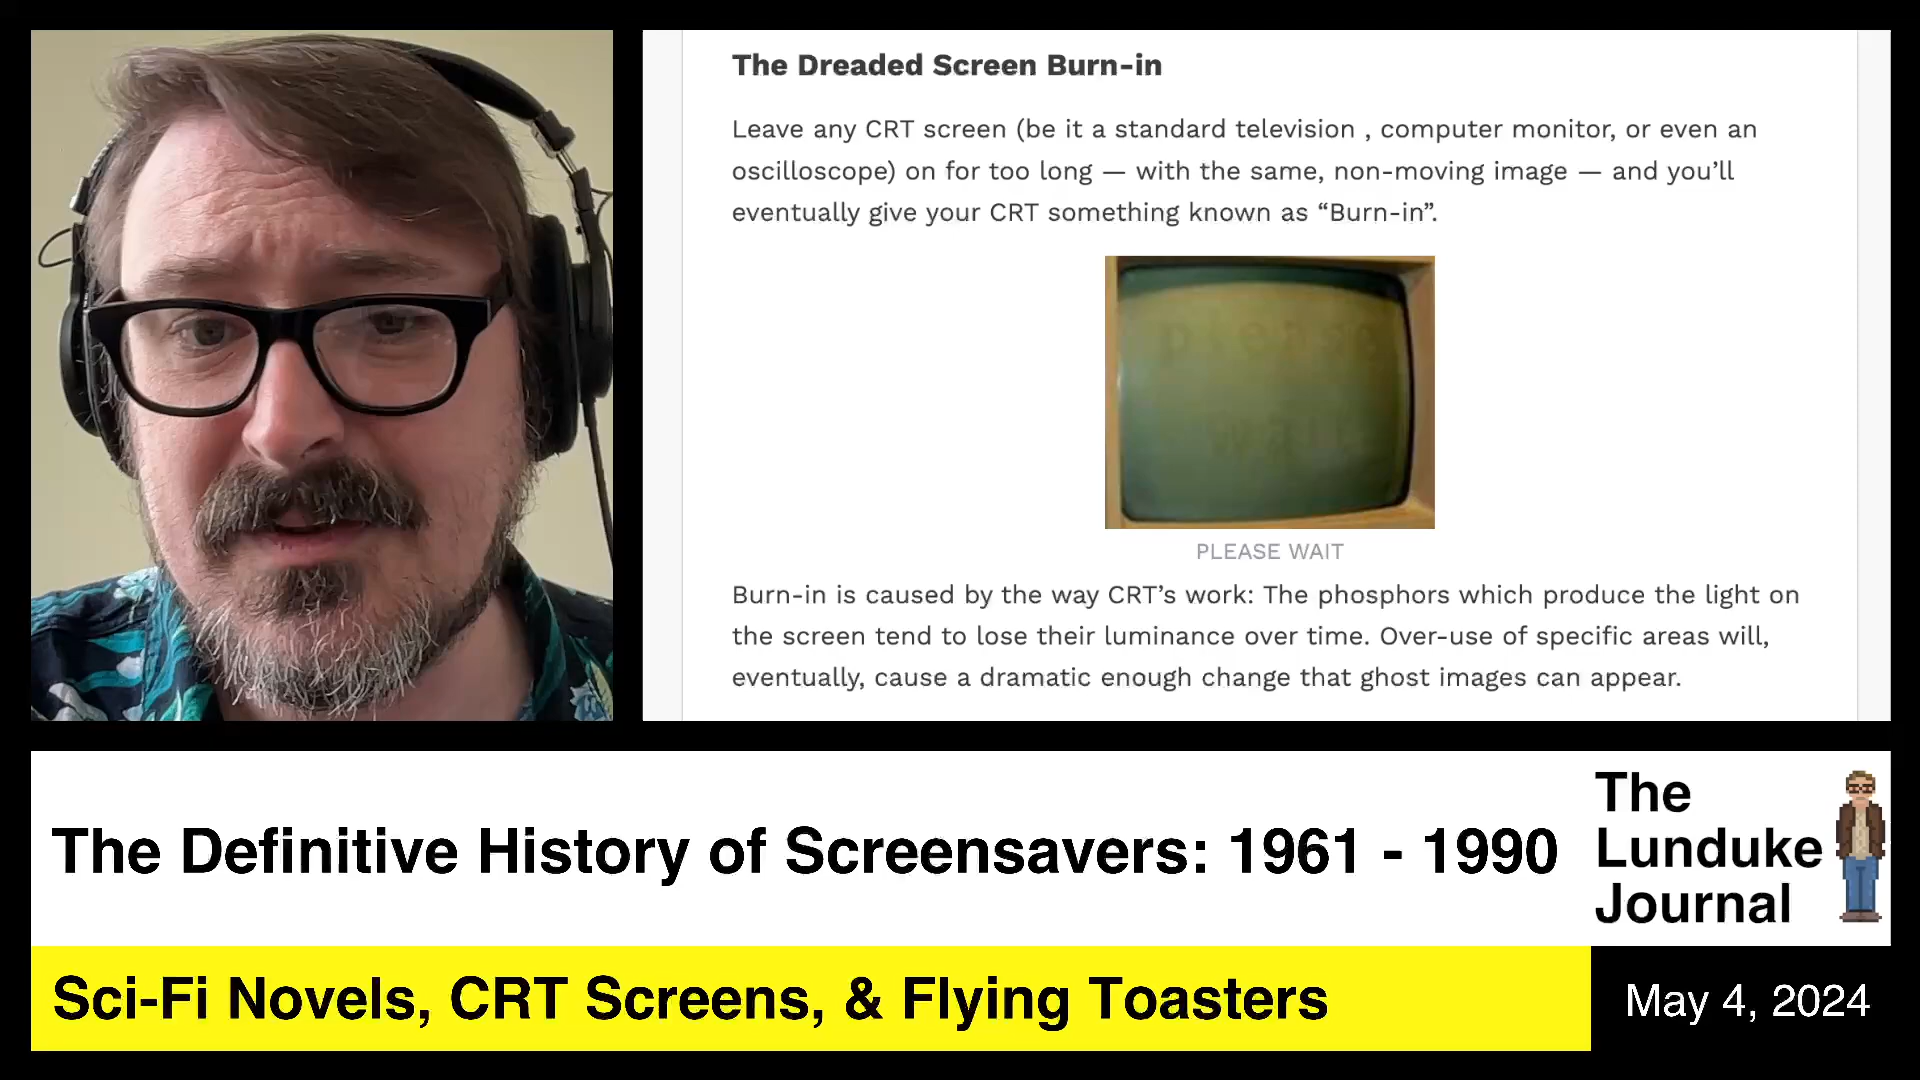 The Dreaded Screen Burn-in
Leave any CRT screen (be it a standard television , computer monitor, or even an
oscilloscope) on for too long — with the same, non-moving image — and you’ll
eventually give your CRT something known as “Burn-in”.
please
wait
PLEASE WAIT
Burn-in is caused by the way CRT’s work: The phosphors which produce the light on
the screen tend to lose their luminance over time. Over-use of specific areas will,
eventually, cause a dramatic enough change that ghost images can appear.
The Definitive History of Screensavers: 1961 - 1990
The
Lunduke
Journal
Sci-Fi Novels, CRT Screens, & Flying Toasters
May 4, 2024